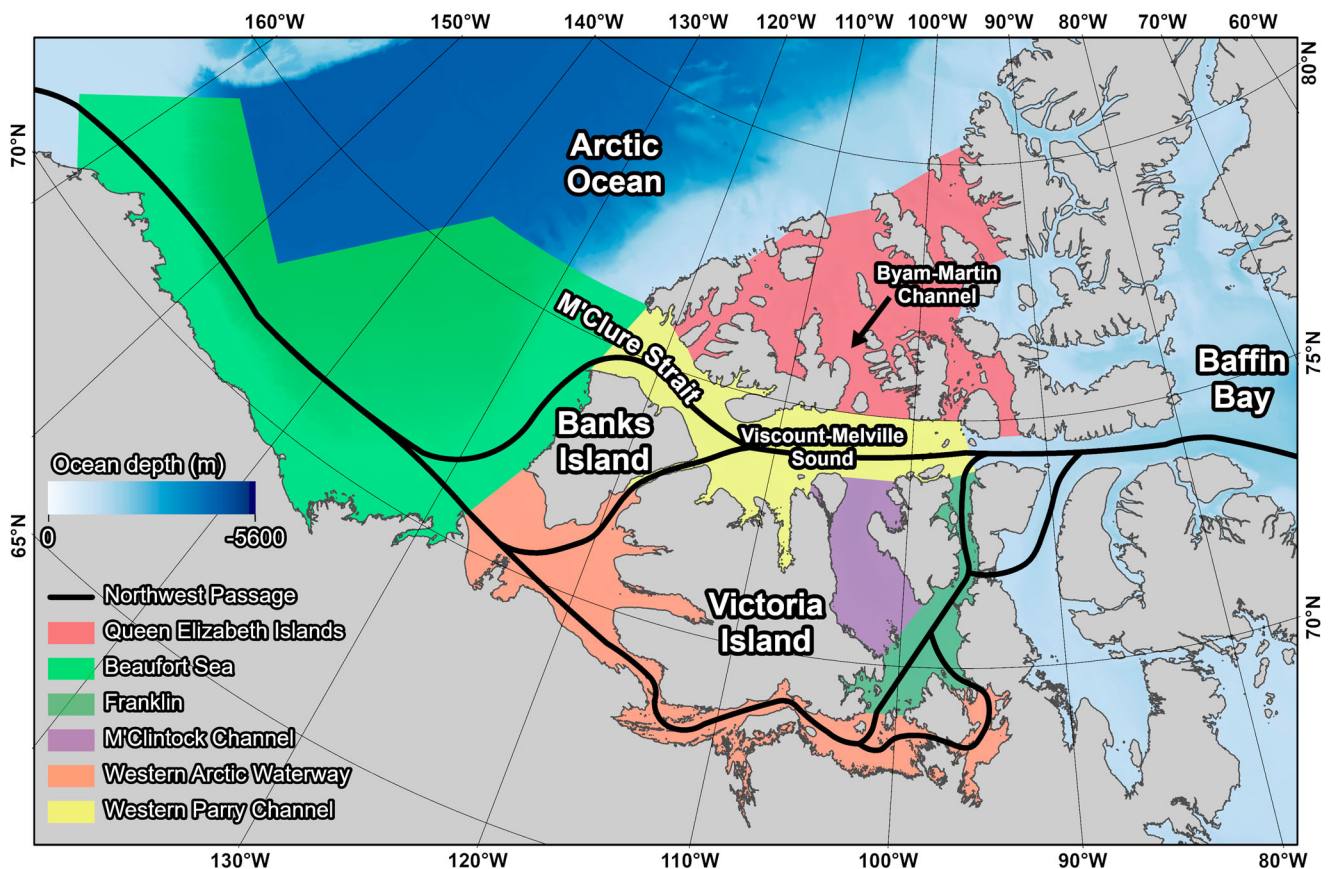 160°W
150°W
140°W
130°W
120°W
110°W
100°W
90°W
80°W
70°W
60°W
80°N
70°N
Arctic
Ocean
Byam-Martin
Channel
M'Clure Strait
75°N
Baffin
Bay
Banks
Island
Viscount-Melville
Sound
Ocean depth (m)
0
-5600
65°N
Northwest Passage
Queen Elizabeth Islands
Beaufort Sea
Franklin
M'Clintock Channel
Western Arctic Waterway
Western Parry Channel
Victoria
Island
70°N
130°W
120°W
110°W
100°W
90°W
80°W